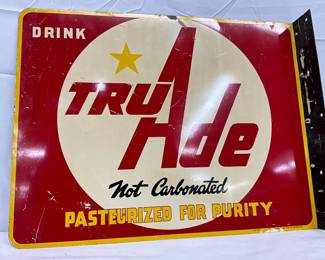 DRINK
TRU Ade
Not Carbonated
PASTEURIZED FOR PURITY